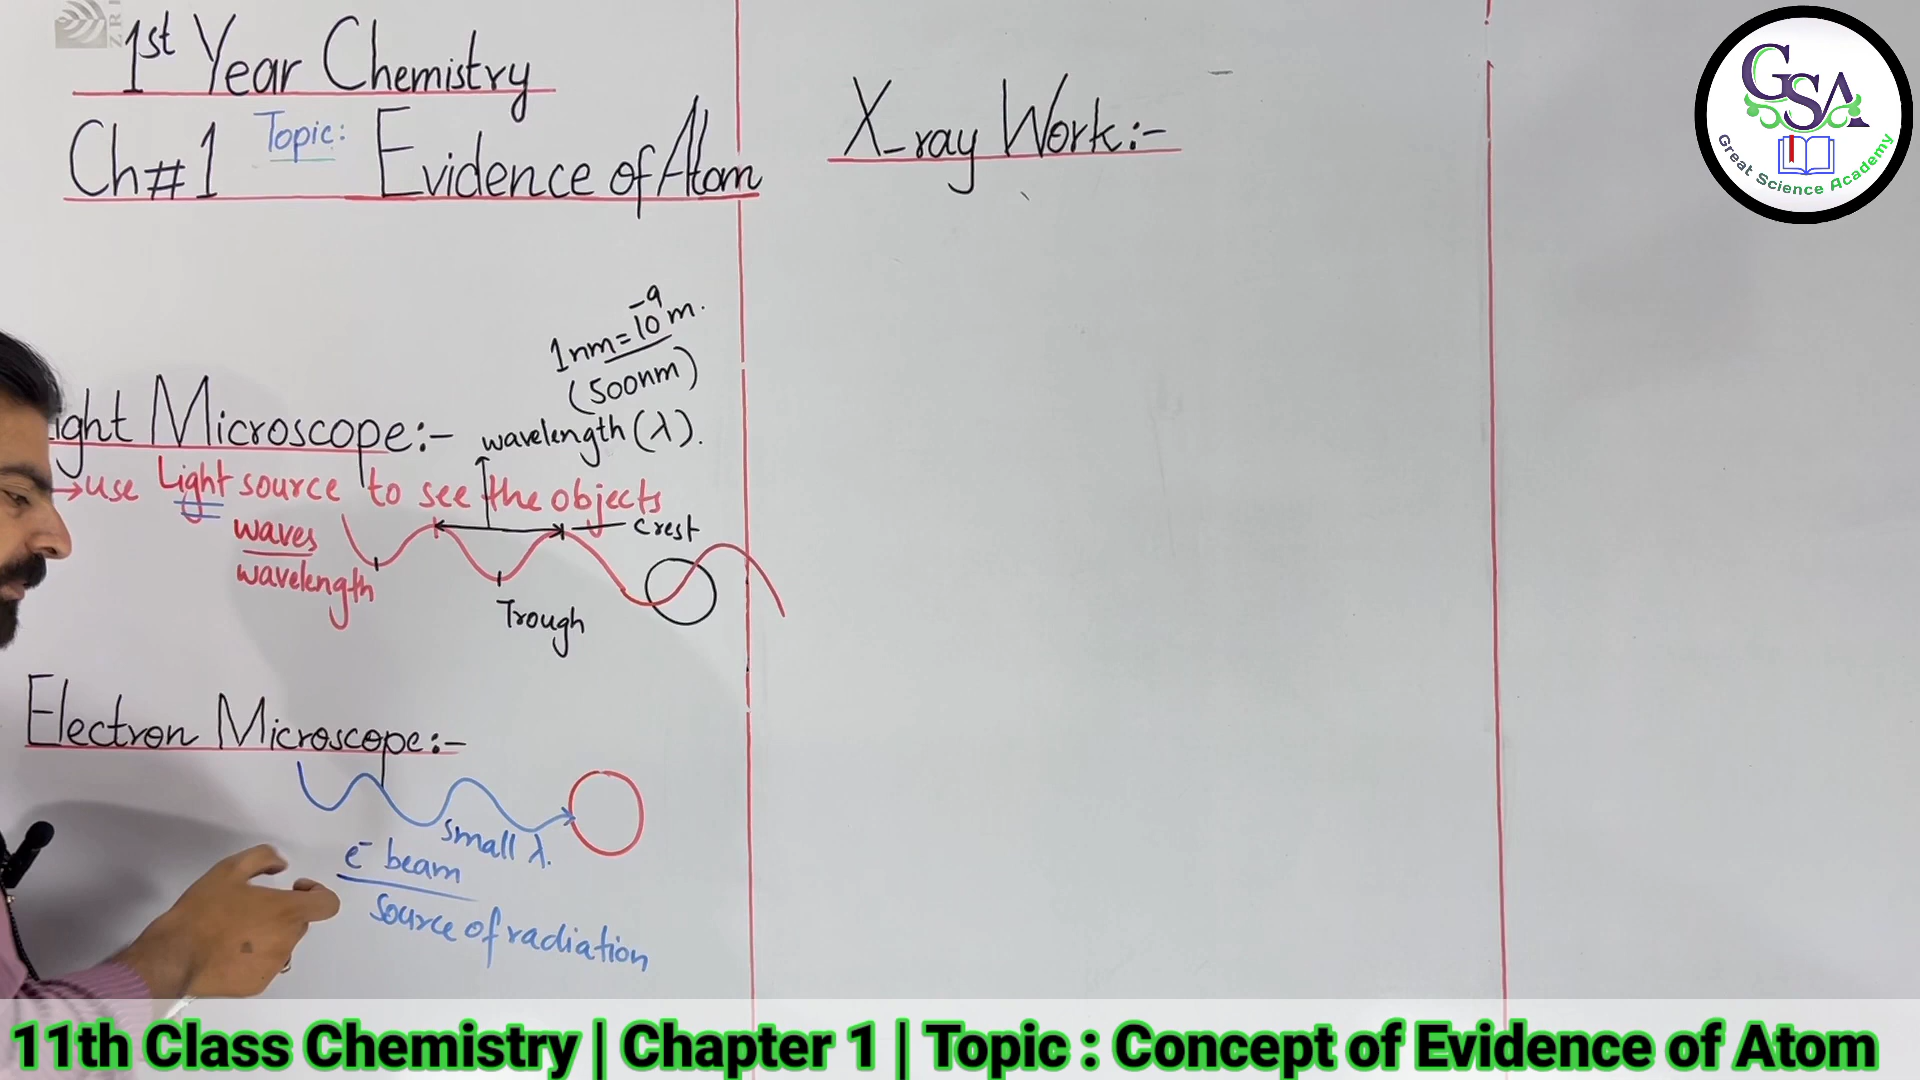 1st Year Chemistry
Ch#1 Topic: Evidence of Atom
1nm=10⁻⁹m.
(500nm)
ight Microscope:-
wavelength (λ).
→use Light source to see the objects
waves
crest
wavelength
Trough
Electron Microscope:-
small λ.
e⁻ beam
source of radiation
X-ray Work:-
GSA
Great Science Academy
11th Class Chemistry | Chapter 1 | Topic : Concept of Evidence of Atom